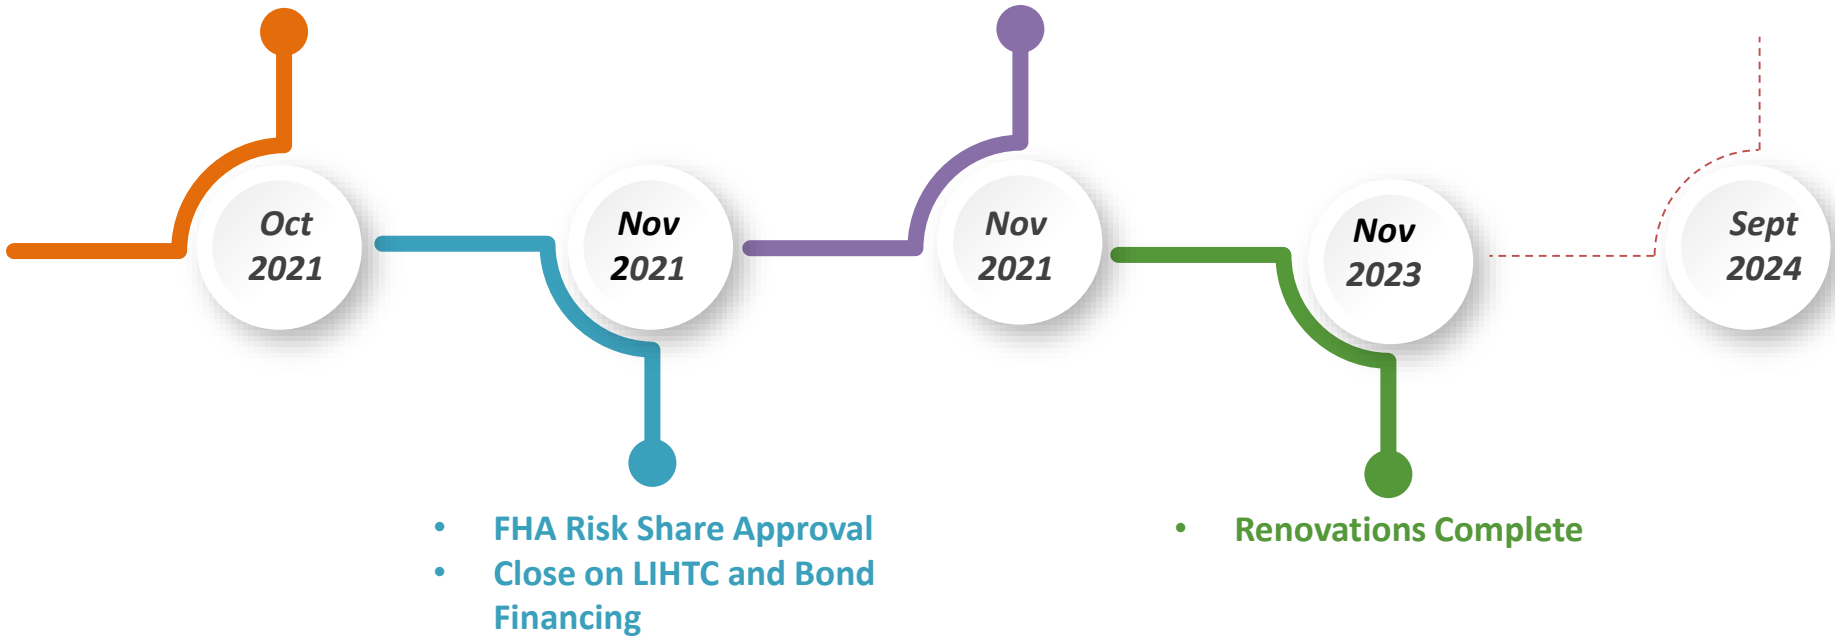 Oct
2021
Nov
2021
Nov
2021
Nov
2023
Sept
2024
• FHA Risk Share Approval
• Close on LIHTC and Bond
Financing
• Renovations Complete